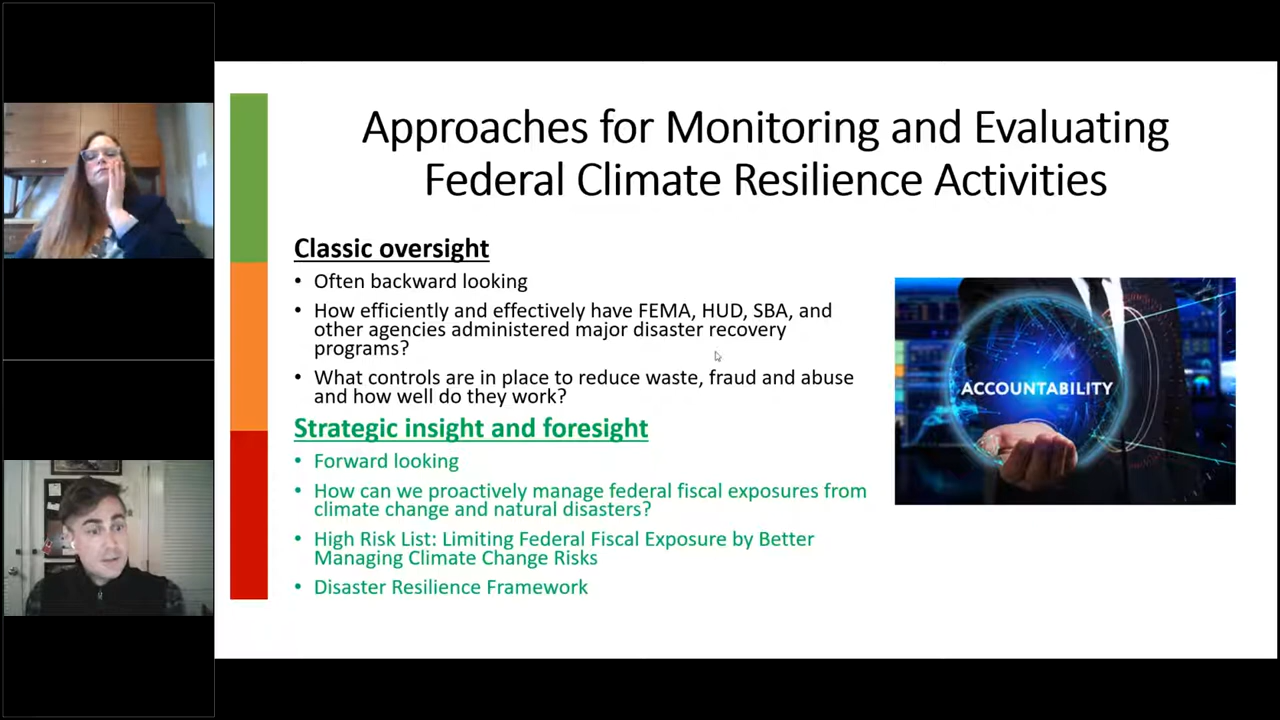 Approaches for Monitoring and Evaluating
Federal Climate Resilience Activities
Classic oversight
• Often backward looking
• How efficiently and effectively have FEMA, HUD, SBA, and
other agencies administered major disaster recovery
programs?
• What controls are in place to reduce waste, fraud and abuse
and how well do they work?
Strategic insight and foresight
• Forward looking
• How can we proactively manage federal fiscal exposures from
climate change and natural disasters?
• High Risk List: Limiting Federal Fiscal Exposure by Better
Managing Climate Change Risks
• Disaster Resilience Framework
ACCOUNTABILITY